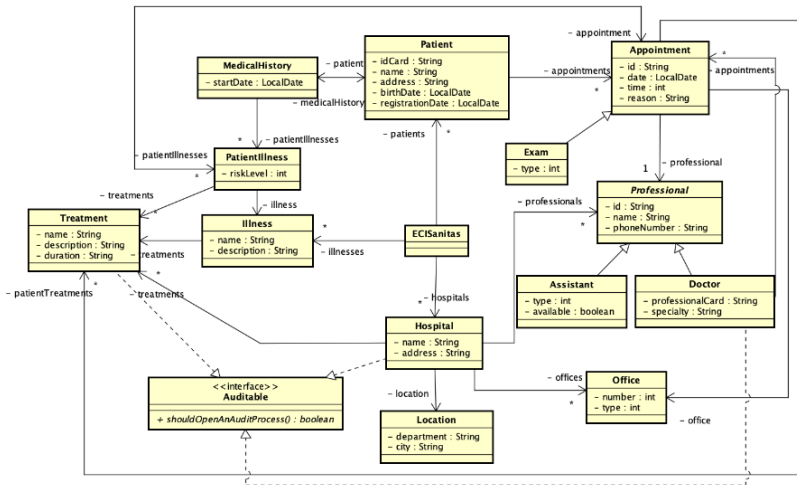 - patientIllnesses
- appointment
MedicalHistory
- startDate : LocalDate
- patient
- medicalHistory
Patient
- idCard : String
- name : String
- address : String
- birthDate : LocalDate
- registrationDate : LocalDate
- appointments
*
Appointment
- id : String
- date : LocalDate
- time : int
- reason : String
*
- appointments
- patientIllnesses
*
- patientIllnesses
*
- patients
*
PatientIllness
- riskLevel : int
Exam
- type : int
1
- professional
- treatments
*
- illness
- professionals
*
Professional
- id : String
- name : String
- phoneNumber : String
Treatment
- name : String
- description : String
- duration : String
Illness
- name : String
- description : String
*
- illnesses
ECISanitas
- treatments
*
- patientTreatments
*
- treatments
*
- hospitals
Assistant
- type : int
- available : boolean
Doctor
- professionalCard : String
- specialty : String
Hospital
- name : String
- address : String
<<interface>>
Auditable
+ shouldOpenAnAuditProcess() : boolean
- location
- offices
*
Office
- number : int
- type : int
- office
Location
- department : String
- city : String